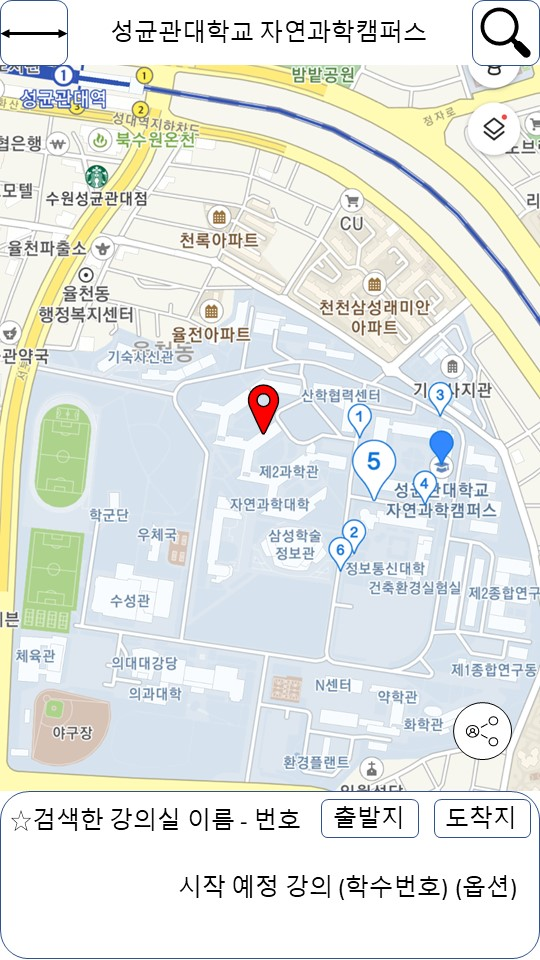 성균관대학교 자연과학캠퍼스
밤밭공원
1
1
성균관대역
3
2
성대역지하차도
정자로
화산
협은행
북수원온천
모텔
수원성균관대점
CU
율천파출소
천록아파트
율천동
행정복지센터
천천삼성래미안
아파트
율전아파트
관약국
기숙사신관
율천동
산학협력센터
3
1
5
제2과학관
4
성균관대학교
자연과학캠퍼스
자연과학대학
학군단
우체국
삼성학술
정보관
2
6
정보통신대학
건축환경실험실
제2종합연구
수성관
븐
체육관
의대대강당
의과대학
제1종합연구동
N센터
약학관
화학관
야구장
환경플랜트
☆검색한 강의실 이름 - 번호
출발지
도착지
시작 예정 강의 (학수번호) (옵션)